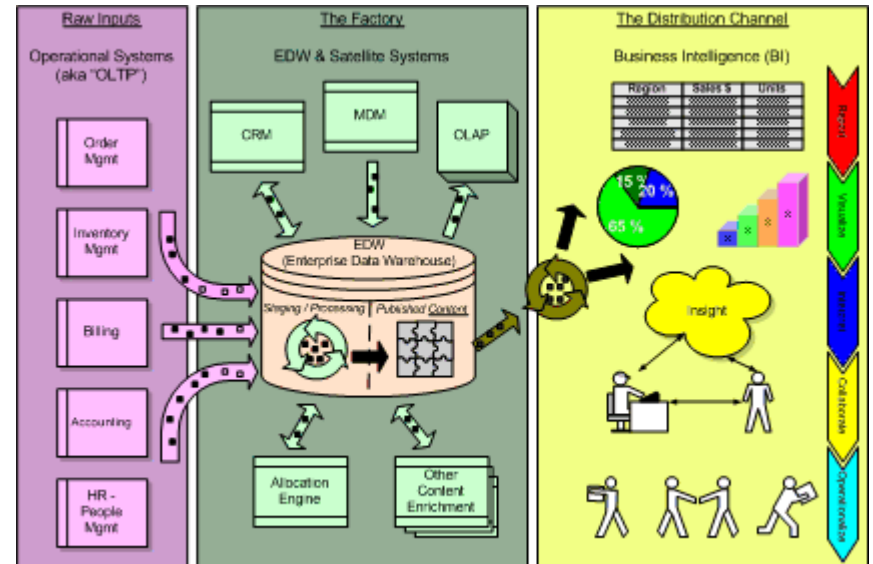 Raw Inputs
Operational Systems
(aka "OLTP")
Order
Mgmt
Inventory
Mgmt
Billing
Accounting
HR -
People
Mgmt
The Factory
EDW & Satellite Systems
CRM
MDM
OLAP
EDW
(Enterprise Data Warehouse)
Staging / Processing
Published Content
Allocation
Engine
Other
Content
Enrichment
The Distribution Channel
Business Intelligence (BI)
Region Sales $ Units
15 %
20 %
65 %
Insight
Visualize
Collaborate
Operationalize